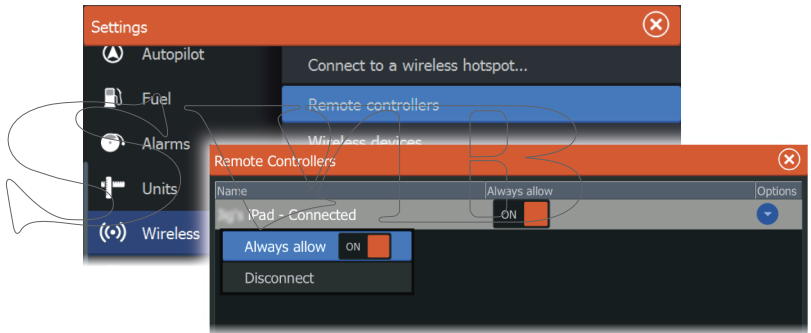 Settings
Autopilot
Fuel
Alarms
Units
Wireless
Connect to a wireless hotspot...
Remote controllers
Wireless devices
Remote Controllers
Name Always allow Options
iPad - Connected ON
Always allow ON
Disconnect